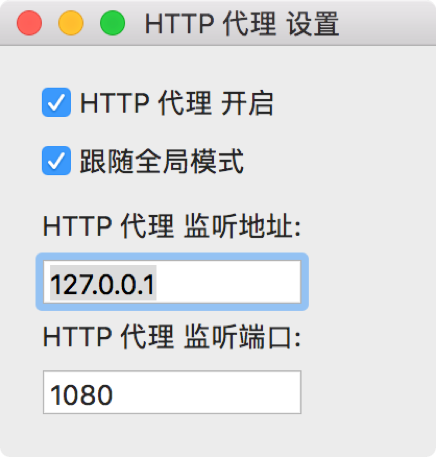 HTTP 代理 设置
HTTP 代理 开启
跟随全局模式
HTTP 代理 监听地址:
127.0.0.1
HTTP 代理 监听端口:
1080